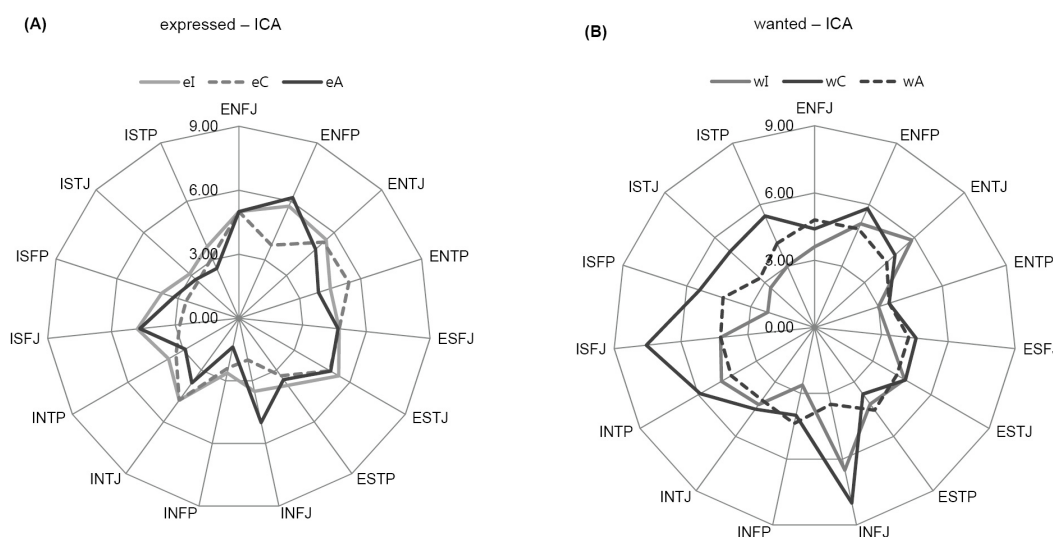 (A)
expressed – ICA
eI eC eA
ENFJ
9.00
ISTP
ENFP
ISTJ
ENTJ
6.00
ISFP
ENTP
3.00
0.00
ISFJ
ESFJ
INTP
ESTJ
INTJ
ESTP
INFP
INFJ
(B)
wanted – ICA
wI wC wA
ENFJ
9.00
ISTP
ENFP
ISTJ
ENTJ
6.00
ISFP
ENTP
3.00
0.00
ISFJ
ESFJ
INTP
ESTJ
INTJ
ESTP
INFP
INFJ